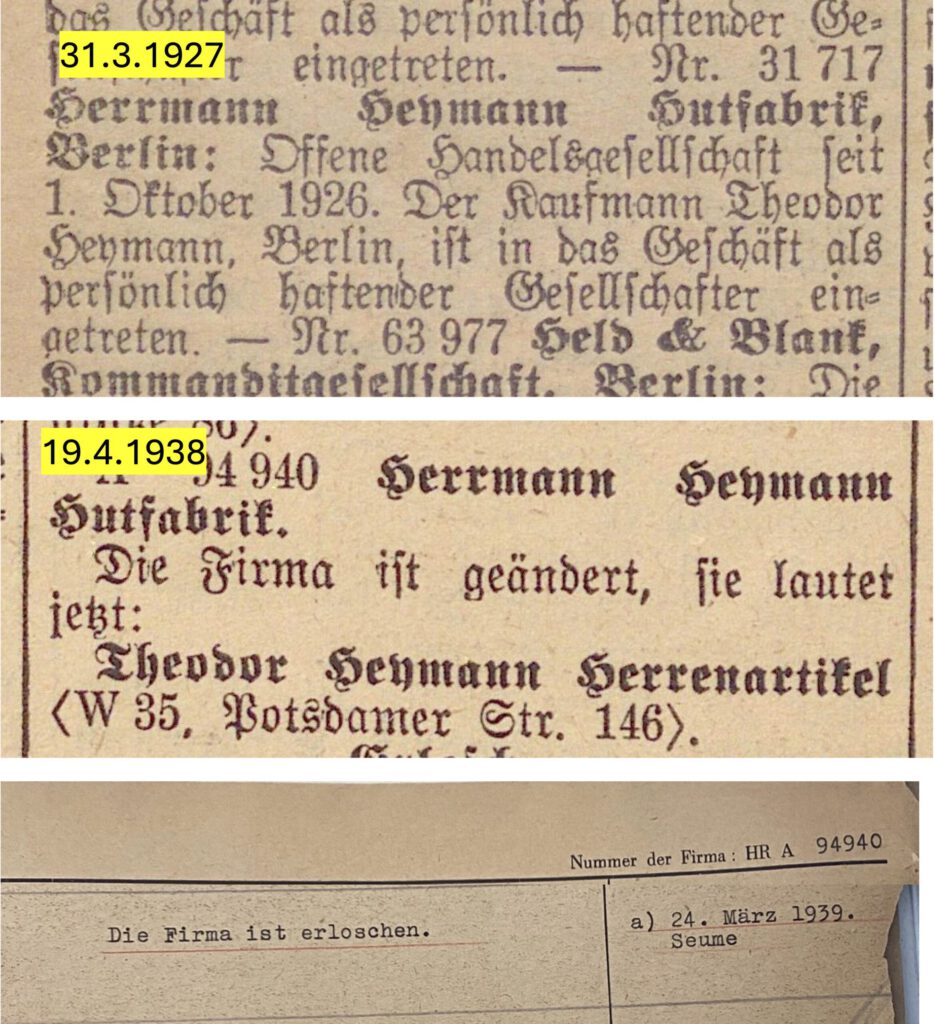 das Geschäft als persönlich haftender Ge-
31.3.1927
eingetreten. — Nr. 31 717
Herrmann Heymann Hutfabrik,
Berlin: Offene Handelsgesellschaft seit
1. Oktober 1926. Der Kaufmann Theodor
Heymann, Berlin, ist in das Geschäft als
persönlich haftender Gesellschafter ein-
getreten. — Nr. 63 977 Held & Blank,
Kommanditgesellschaft, Berlin: Die
19.4.1938
94 940 Herrmann Heymann
Hutfabrik.
Die Firma ist geändert, sie lautet
jetzt:
Theodor Heymann Herrenartikel
(W 35, Potsdamer Str. 146).
Nummer der Firma: HR A 94940
Die Firma ist erloschen.
a) 24. März 1939.
Seume